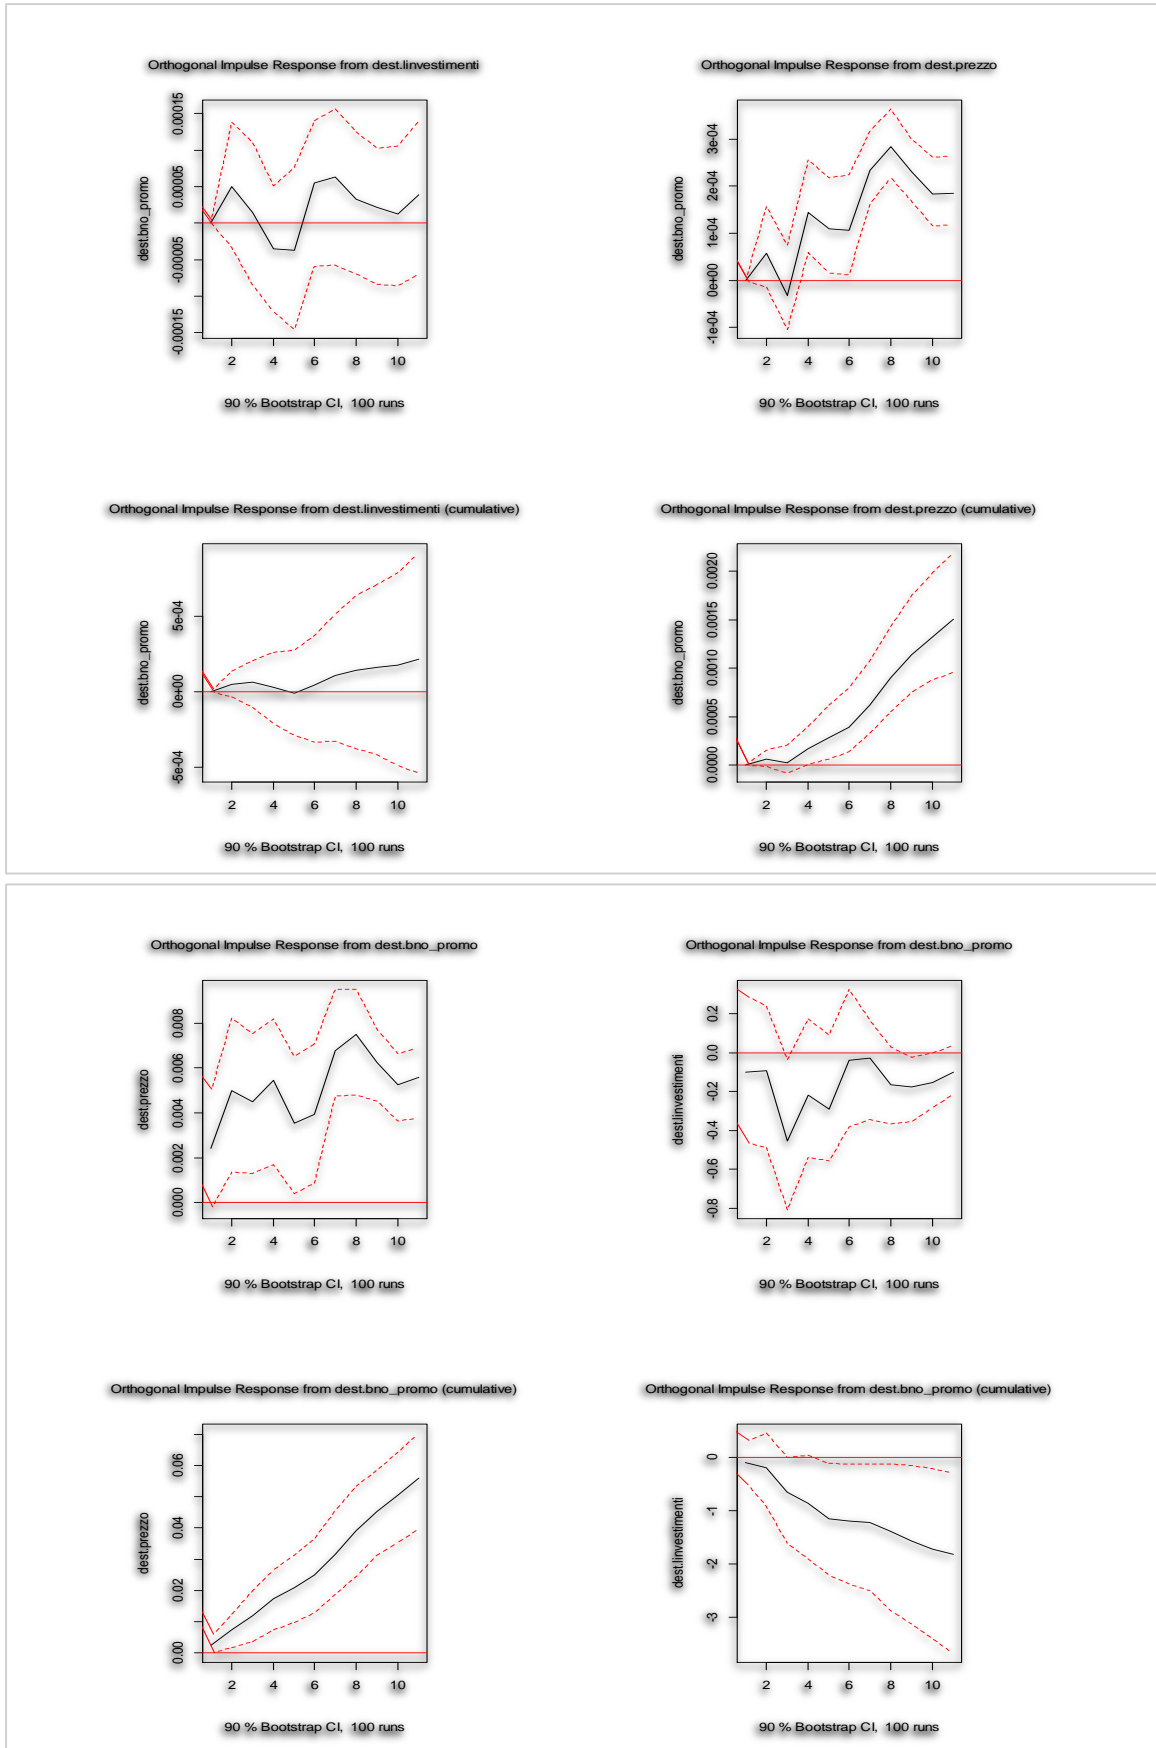 Orthogonal Impulse Response from dest.linvestimenti
dest.bno_promo
0.00015
0.00005
-0.00005
-0.00015
2 4 6 8 10
90 % Bootstrap CI, 100 runs
Orthogonal Impulse Response from dest.prezzo
dest.bno_promo
3e-04
2e-04
1e-04
0e+00
-1e-04
2 4 6 8 10
90 % Bootstrap CI, 100 runs
Orthogonal Impulse Response from dest.linvestimenti (cumulative)
dest.bno_promo
5e-04
0e+00
-5e-04
2 4 6 8 10
90 % Bootstrap CI, 100 runs
Orthogonal Impulse Response from dest.prezzo (cumulative)
dest.bno_promo
0.0020
0.0015
0.0010
0.0005
0.0000
2 4 6 8 10
90 % Bootstrap CI, 100 runs
Orthogonal Impulse Response from dest.bno_promo
dest.prezzo
0.008
0.006
0.004
0.002
0.000
2 4 6 8 10
90 % Bootstrap CI, 100 runs
Orthogonal Impulse Response from dest.bno_promo
dest.linvestimenti
0.2
0.0
-0.2
-0.4
-0.6
-0.8
2 4 6 8 10
90 % Bootstrap CI, 100 runs
Orthogonal Impulse Response from dest.bno_promo (cumulative)
dest.prezzo
0.06
0.04
0.02
0.00
2 4 6 8 10
90 % Bootstrap CI, 100 runs
Orthogonal Impulse Response from dest.bno_promo (cumulative)
dest.linvestimenti
0
-1
-2
-3
2 4 6 8 10
90 % Bootstrap CI, 100 runs